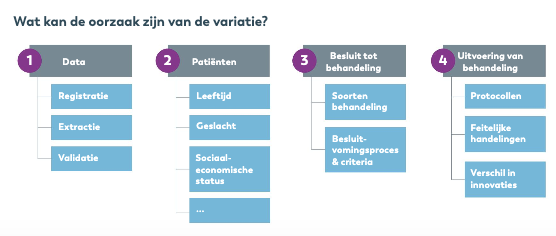 Wat kan de oorzaak zijn van de variatie?
1
Data
Registratie
Extractie
Validatie
2
Patiënten
Leeftijd
Geslacht
Sociaal-
economische
status
...
3
Besluit tot
behandeling
Soorten
behandeling
Besluit-
vomingsproces
& criteria
4
Uitvoering van
behandeling
Protocollen
Feitelijke
handelingen
Verschil in
innovaties